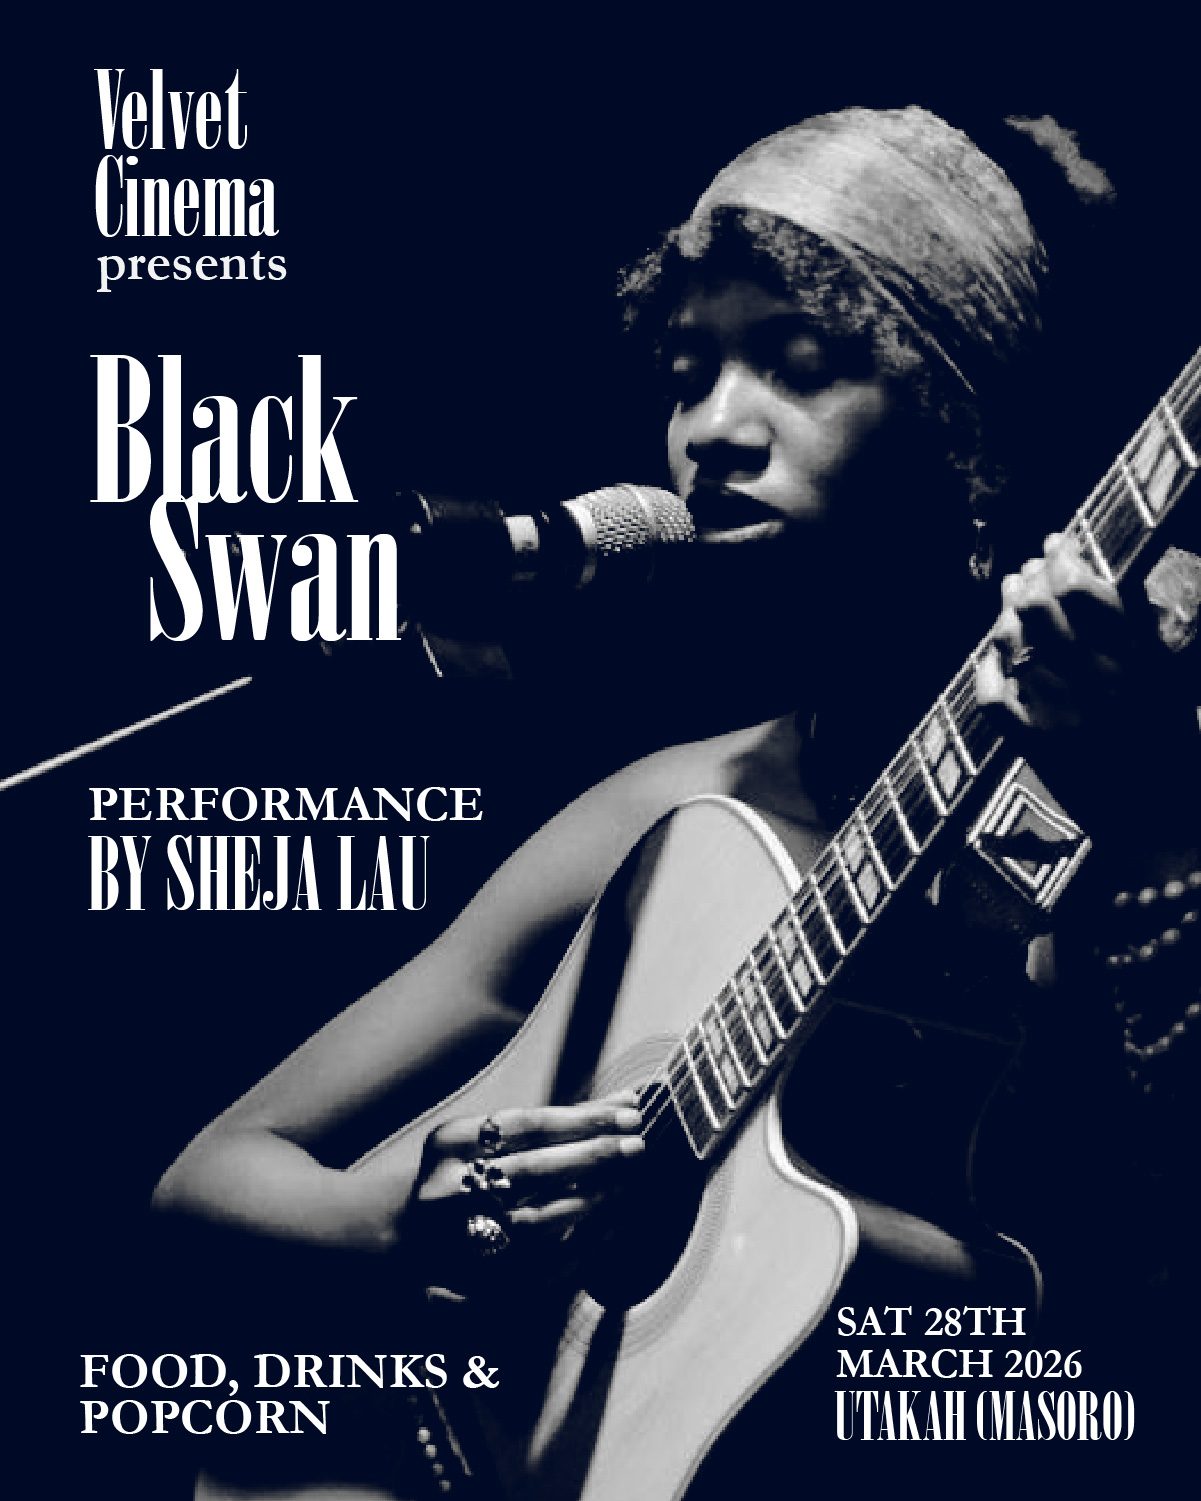 Velvet
Cinema
presents
Black
Swan
PERFORMANCE
BY SHEJA LAU
FOOD, DRINKS &
POPCORN
SAT 28TH
MARCH 2026
UTAKAH (MASORO)